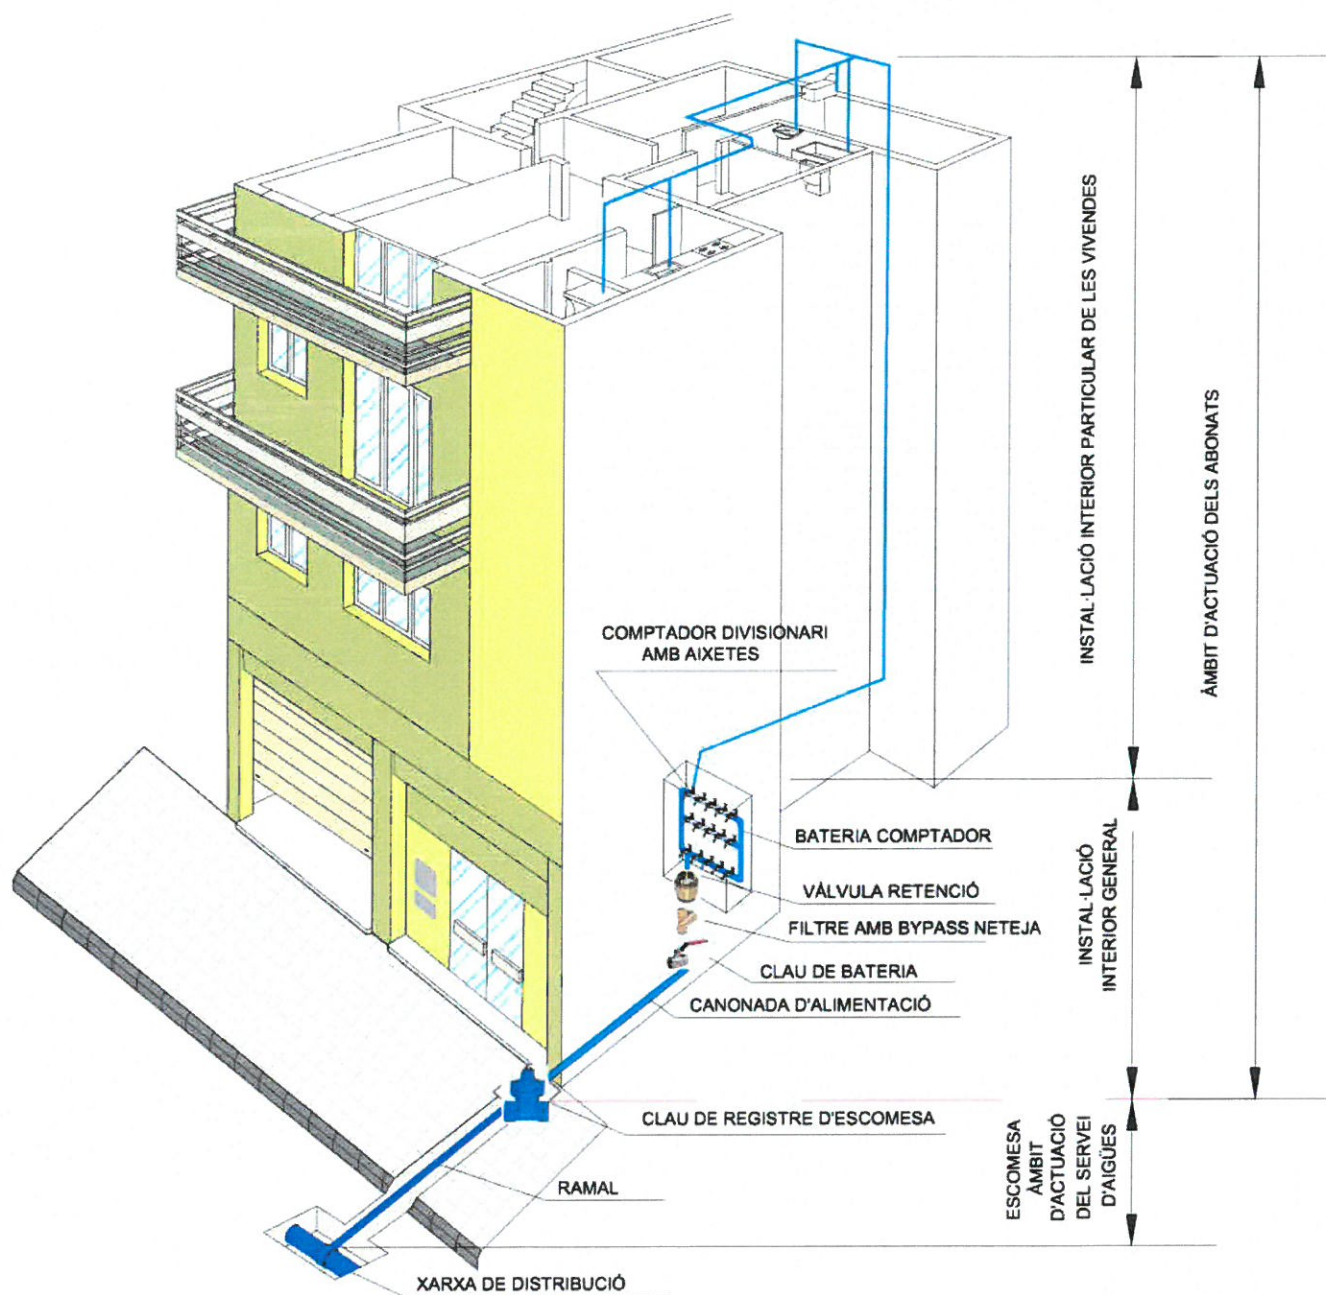 COMPTADOR DIVISIONARI
AMB AIXETES
BATERIA COMPTADOR
VÀLVULA RETENCIÓ
FILTRE AMB BYPASS NETEJA
CLAU DE BATERIA
CANONADA D'ALIMENTACIÓ
CLAU DE REGISTRE D'ESCOMESA
RAMAL
XARXA DE DISTRIBUCIÓ
INSTAL·LACIÓ INTERIOR PARTICULAR DE LES VIVENDES
ÀMBIT D'ACTUACIÓ DELS ABONATS
INSTAL·LACIÓ
INTERIOR GENERAL
ESCOMESA
ÀMBIT
D'ACTUACIÓ
DEL SERVEI
D'AIGÜES